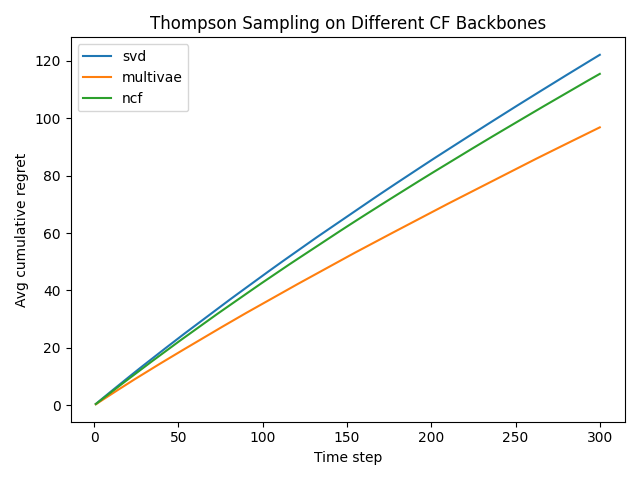 Thompson Sampling on Different CF Backbones
svd
multivae
ncf
Avg cumulative regret
120
100
80
60
40
20
0
0 50 100 150 200 250 300
Time step